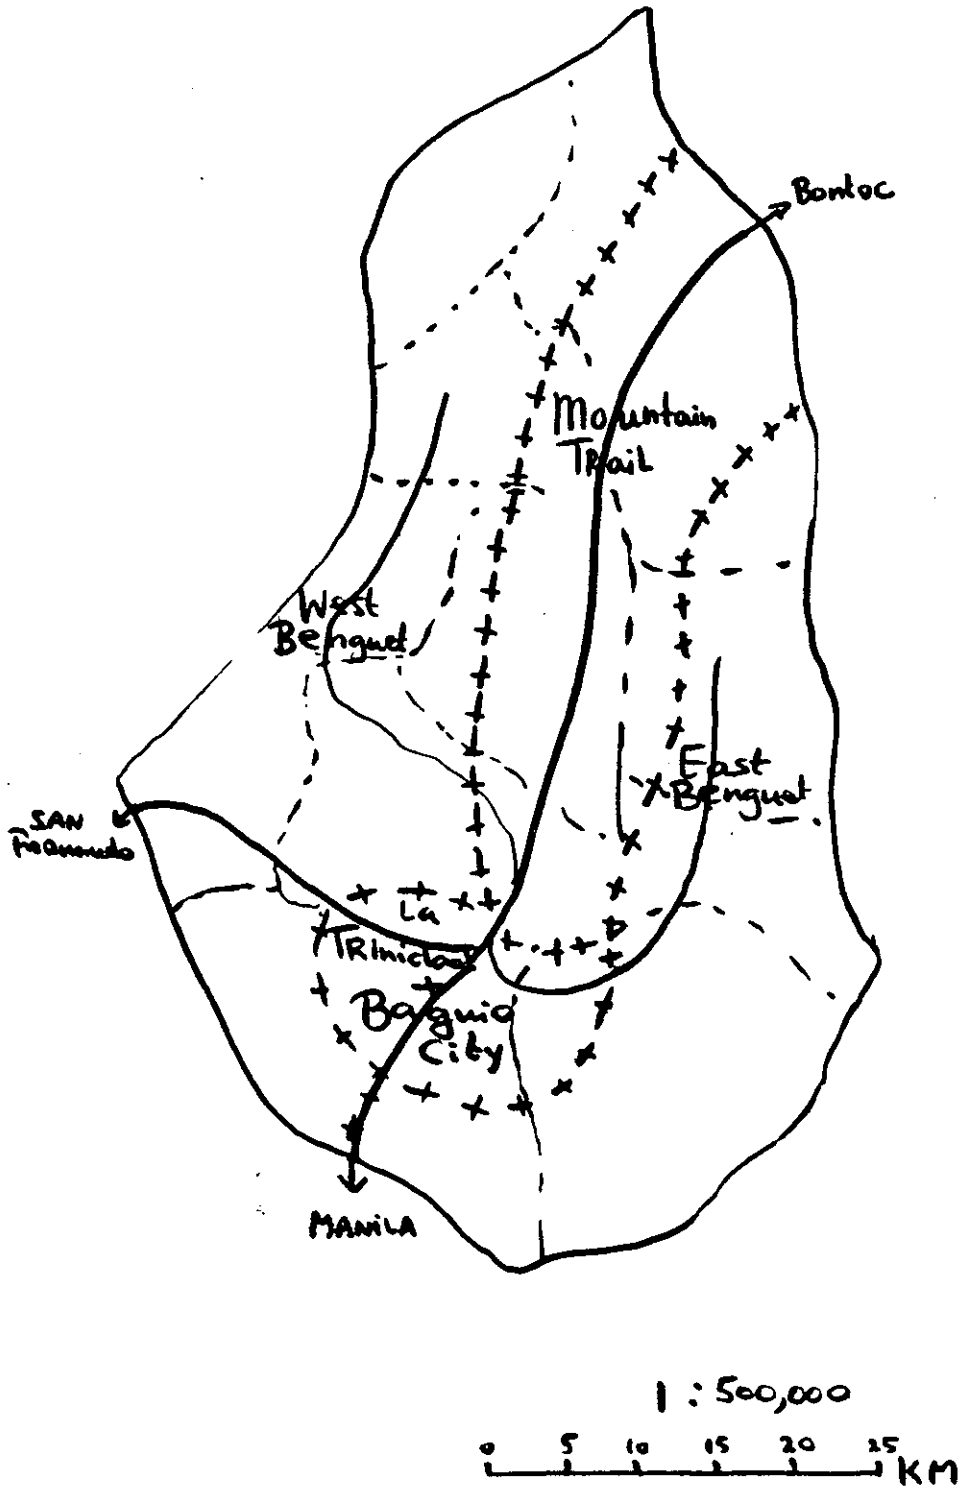 Bontoc
Mountain
Trail
West
Benguet
East
Benguet
SAN
Fernando
La
TRinidad
Baguio
City
MANiLA
1 : 500,000
0 5 10 15 20 25 KM